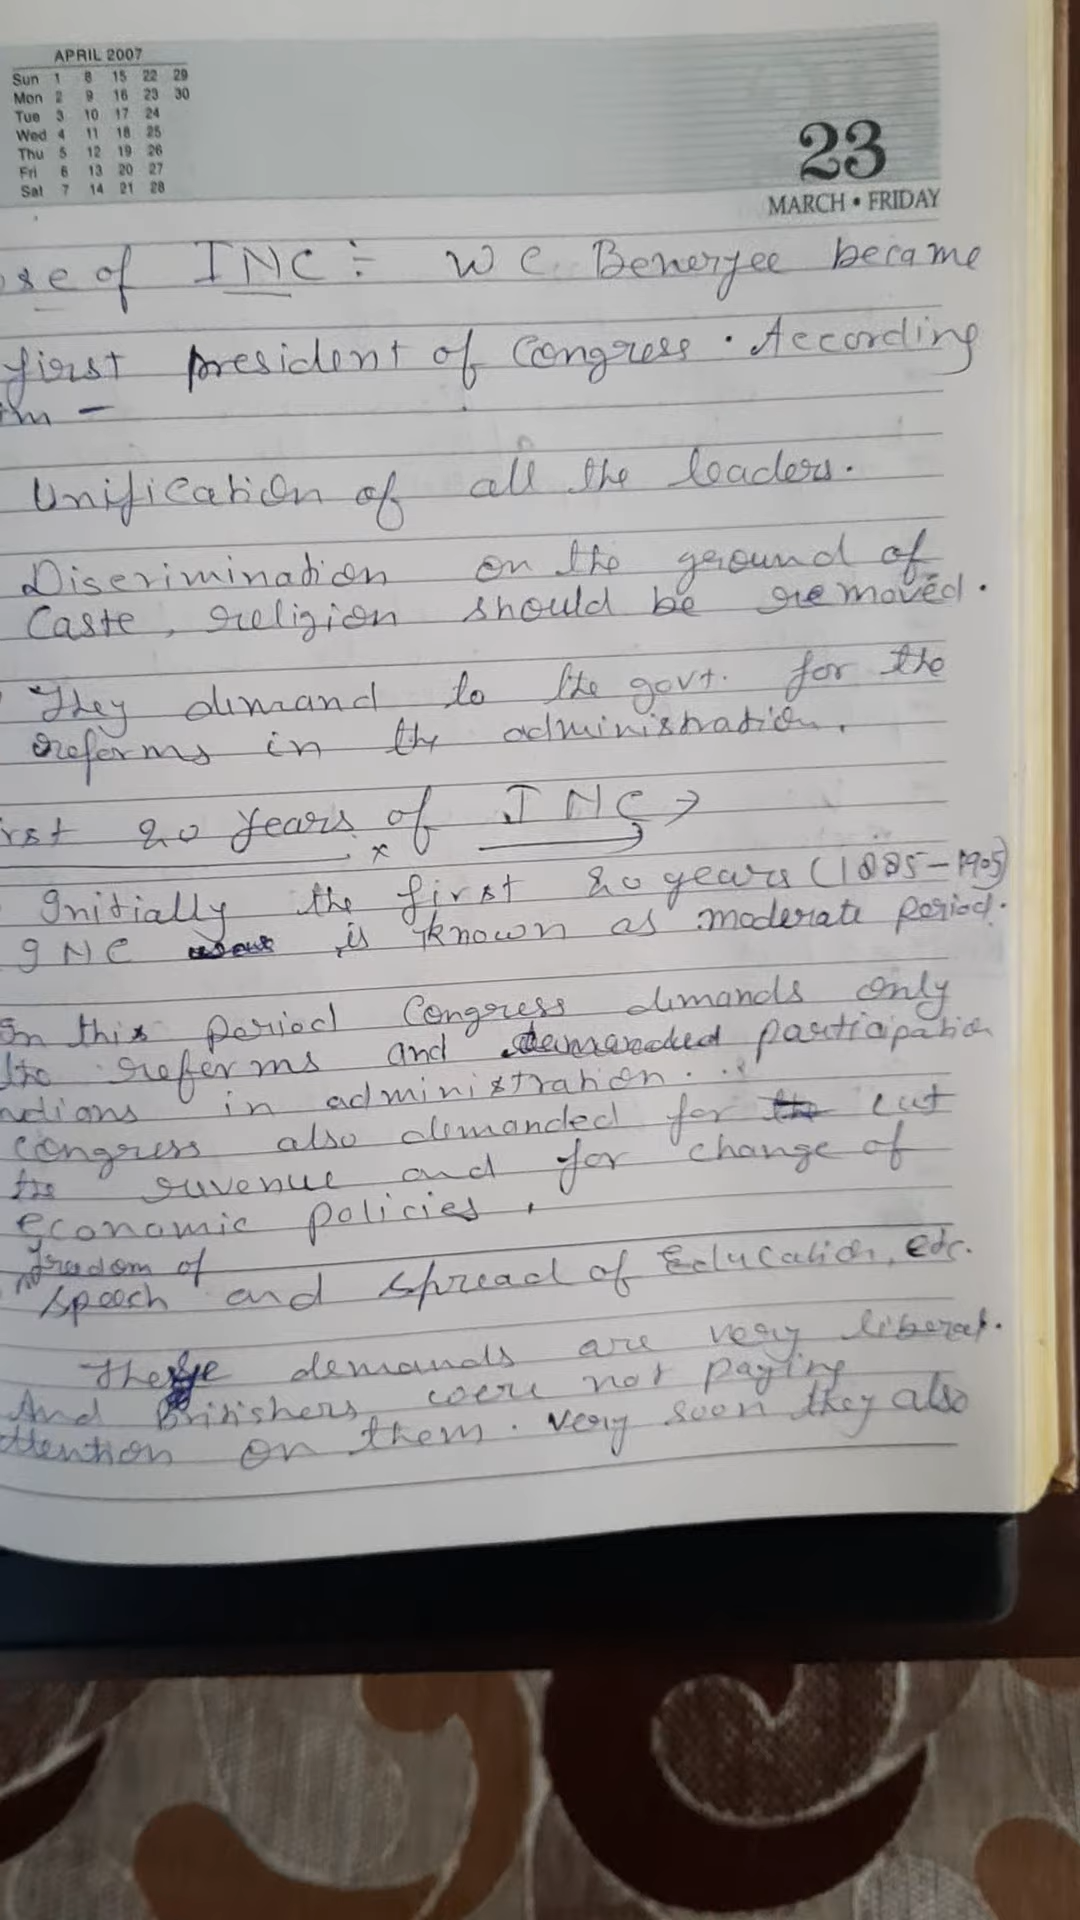 APRIL 2007
Sun 1 8 15 22 29
Mon 2 9 16 23 30
Tue 3 10 17 24
Wed 4 11 18 25
Thu 5 12 19 26
Fri 6 13 20 27
Sat 7 14 21 28
23
MARCH • FRIDAY
ose of INC :- W C. Benerjee became
first president of Congress. According
im -
Unification of all the leaders.
Discrimination on the ground of
Caste, religion should be removed.
They demand to the govt. for the
reforms in the administration.
irst 20 years of INC →
Initially the first 20 years (1885-1905)
INC is known as moderate period.
In this period Congress demands only
the reforms and demanded participation
ndions in administration.
Congress also demanded for cut
the revenue and for change of
economic policies,
freedom of
speech and spread of Education, etc.
These demands are very liberal.
And Britishers were not paying
ttention on them. Very soon they also